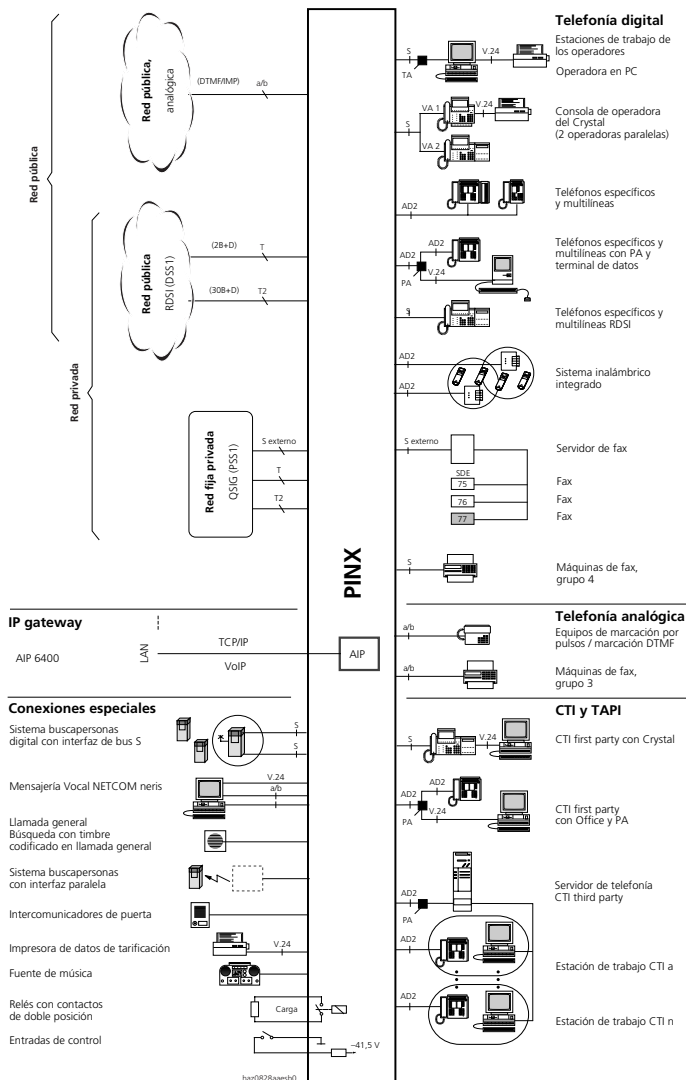 Red pública
Red privada
Red pública,
analógica
(DTMF/IMP)
a/b
Red pública
RDSI (DSS1)
(2B+D)
T
(30B+D)
T2
Red fija privada
QSIG (PSS1)
S externo
T
T2
IP gateway
AIP 6400
LAN
TCP/IP
VoIP
AIP
PINX
Conexiones especiales
Sistema buscapersonas
digital con interfaz de bus S
S
S
Mensajería Vocal NETCOM neris
V.24
a/b
Llamada general
Búsqueda con timbre
codificado en llamada general
Sistema buscapersonas
con interfaz paralela
Intercomunicadores de puerta
Impresora de datos de tarificación
V.24
Fuente de música
Relés con contactos
de doble posición
Carga
Entradas de control
–41,5 V
haz0828aaesb0
Telefonía digital
S
TA
V.24
Estaciones de trabajo de
los operadores
Operadora en PC
S
VA 1
V.24
VA 2
Consola de operadora
del Crystal
(2 operadoras paralelas)
AD2
Teléfonos específicos
y multilíneas
AD2
PA
AD2
V.24
Teléfonos específicos y
multilíneas con PA y
terminal de datos
S
Teléfonos específicos y
multilíneas RDSI
AD2
AD2
Sistema inalámbrico
integrado
S externo
Servidor de fax
SDE
75
Fax
76
Fax
77
Fax
S
Máquinas de fax,
grupo 4
Telefonía analógica
a/b
Equipos de marcación por
pulsos / marcación DTMF
a/b
Máquinas de fax,
grupo 3
CTI y TAPI
S
V.24
CTI first party con Crystal
AD2
PA
AD2
V.24
CTI first party
con Office y PA
AD2
PA
Servidor de telefonía
CTI third party
AD2
Estación de trabajo CTI a
AD2
Estación de trabajo CTI n